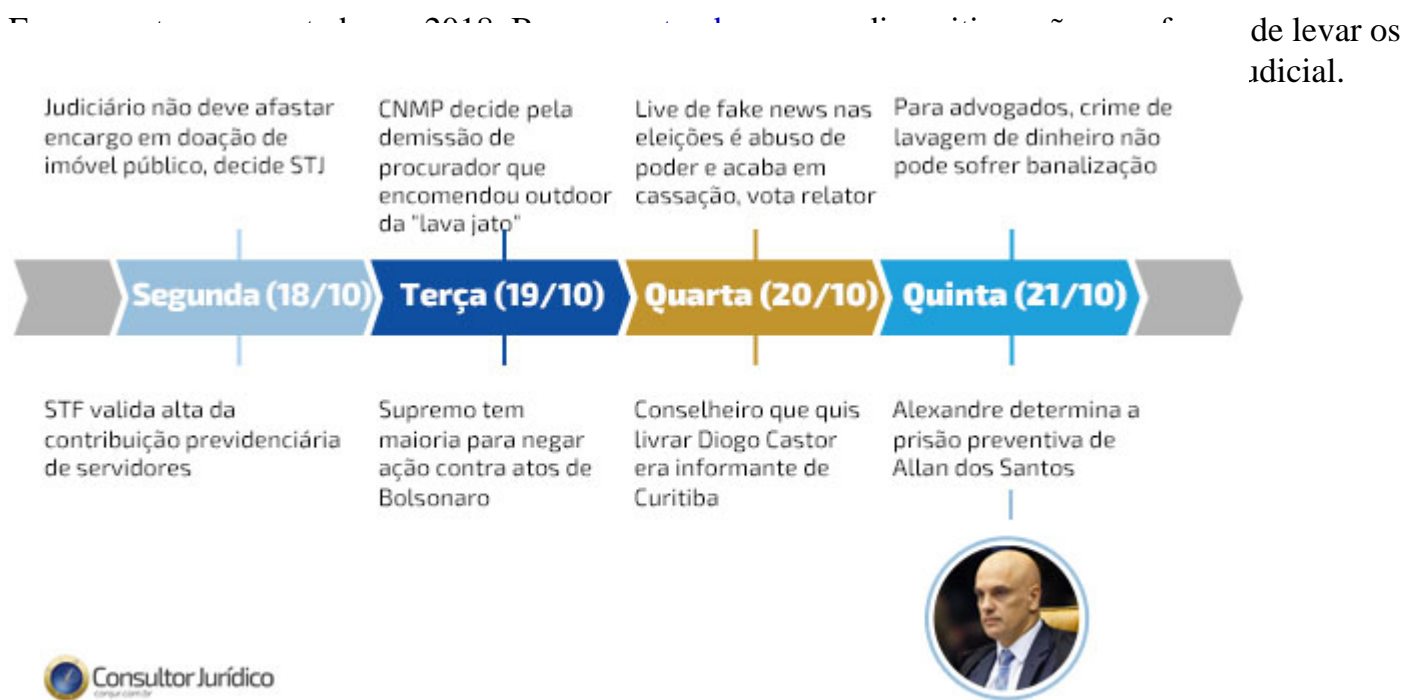 de levar os
udicial.
Judiciário não deve afastar
encargo em doação de
imóvel público, decide STJ
CNMP decide pela
demissão de
procurador que
encomendou outdoor
da "lava jato"
Live de fake news nas
eleições é abuso de
poder e acaba em
cassação, vota relator
Para advogados, crime de
lavagem de dinheiro não
pode sofrer banalização
Segunda (18/10)
Terça (19/10)
Quarta (20/10)
Quinta (21/10)
STF valida alta da
contribuição previdenciária
de servidores
Supremo tem
maioria para negar
ação contra atos de
Bolsonaro
Conselheiro que quis
livrar Diogo Castor
era informante de
Curitiba
Alexandre determina a
prisão preventiva de
Allan dos Santos
Consultor Jurídico
conjur.com.br